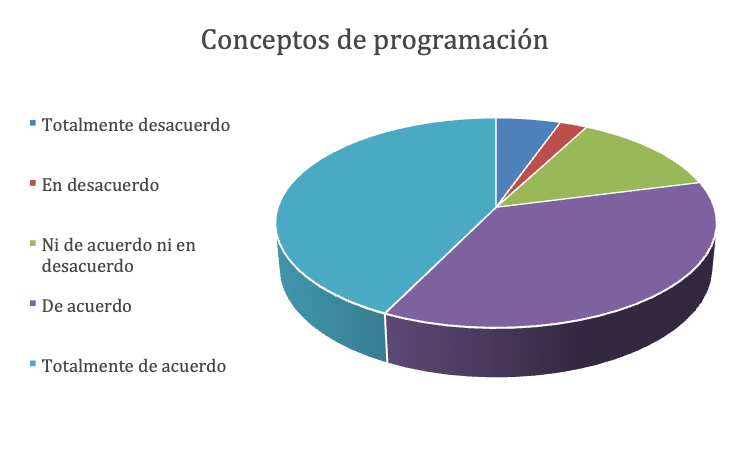 Conceptos de programación
Totalmente desacuerdo
En desacuerdo
Ni de acuerdo ni en
desacuerdo
De acuerdo
Totalmente de acuerdo